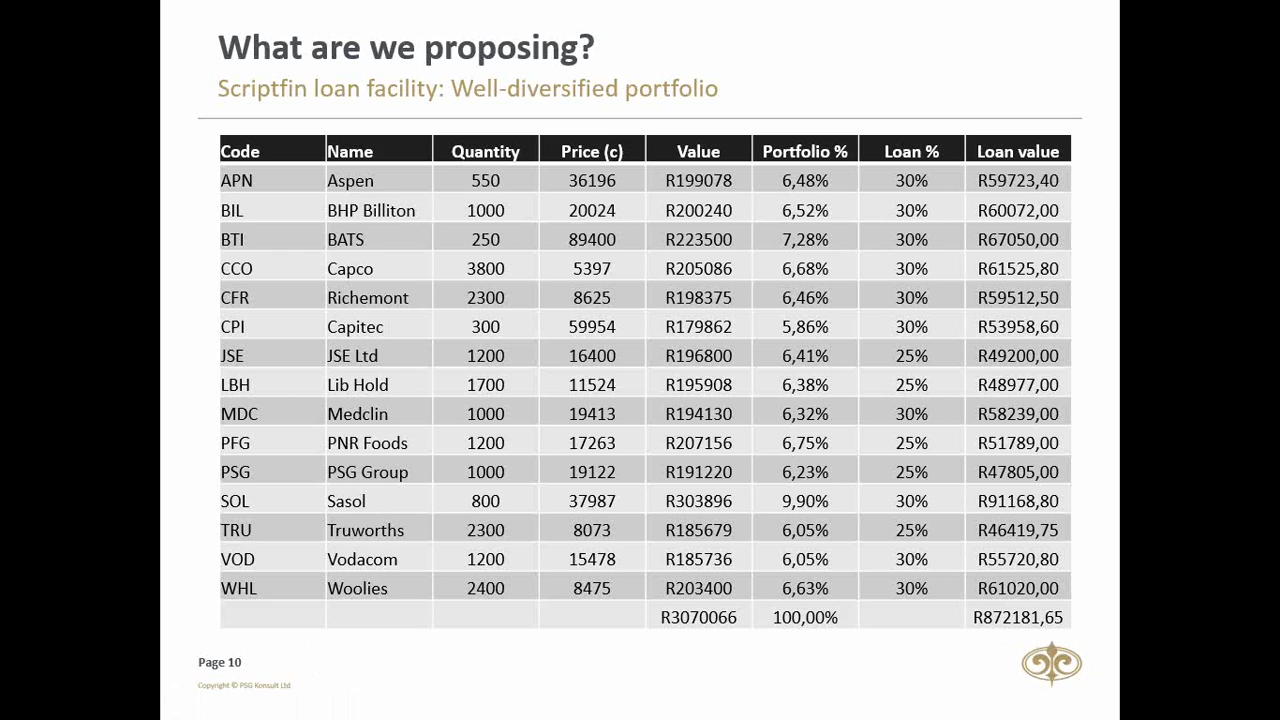 What are we proposing?
Scriptfin loan facility: Well-diversified portfolio
Code Name Quantity Price (c) Value Portfolio % Loan % Loan value
APN Aspen 550 36196 R199078 6,48% 30% R59723,40
BIL BHP Billiton 1000 20024 R200240 6,52% 30% R60072,00
BTI BATS 250 89400 R223500 7,28% 30% R67050,00
CCO Capco 3800 5397 R205086 6,68% 30% R61525,80
CFR Richemont 2300 8625 R198375 6,46% 30% R59512,50
CPI Capitec 300 59954 R179862 5,86% 30% R53958,60
JSE JSE Ltd 1200 16400 R196800 6,41% 25% R49200,00
LBH Lib Hold 1700 11524 R195908 6,38% 25% R48977,00
MDC Medclin 1000 19413 R194130 6,32% 30% R58239,00
PFG PNR Foods 1200 17263 R207156 6,75% 25% R51789,00
PSG PSG Group 1000 19122 R191220 6,23% 25% R47805,00
SOL Sasol 800 37987 R303896 9,90% 30% R91168,80
TRU Truworths 2300 8073 R185679 6,05% 25% R46419,75
VOD Vodacom 1200 15478 R185736 6,05% 30% R55720,80
WHL Woolies 2400 8475 R203400 6,63% 30% R61020,00
R3070066 100,00% R872181,65
Page 10
Copyright © PSG Konsult Ltd